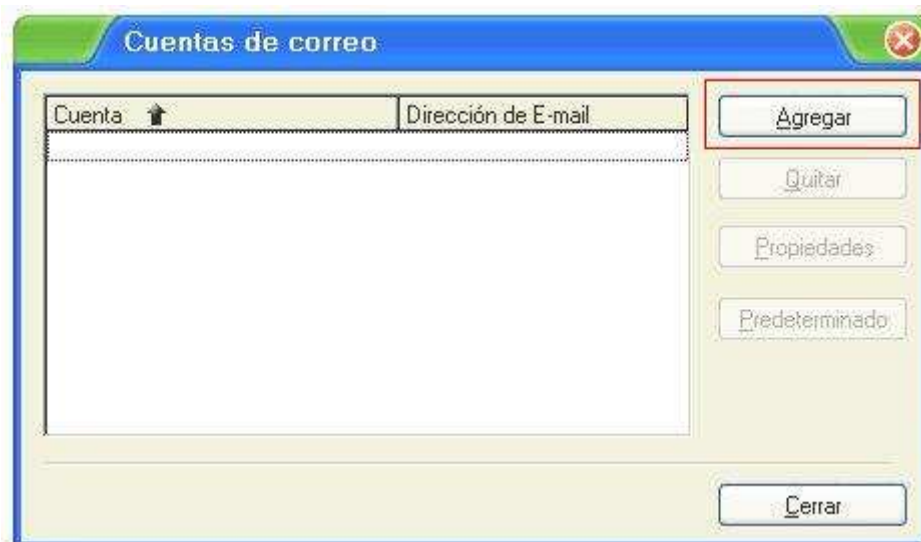 Cuentas de correo
Cuenta Dirección de E-mail
Agregar
Quitar
Propiedades
Predeterminado
Cerrar